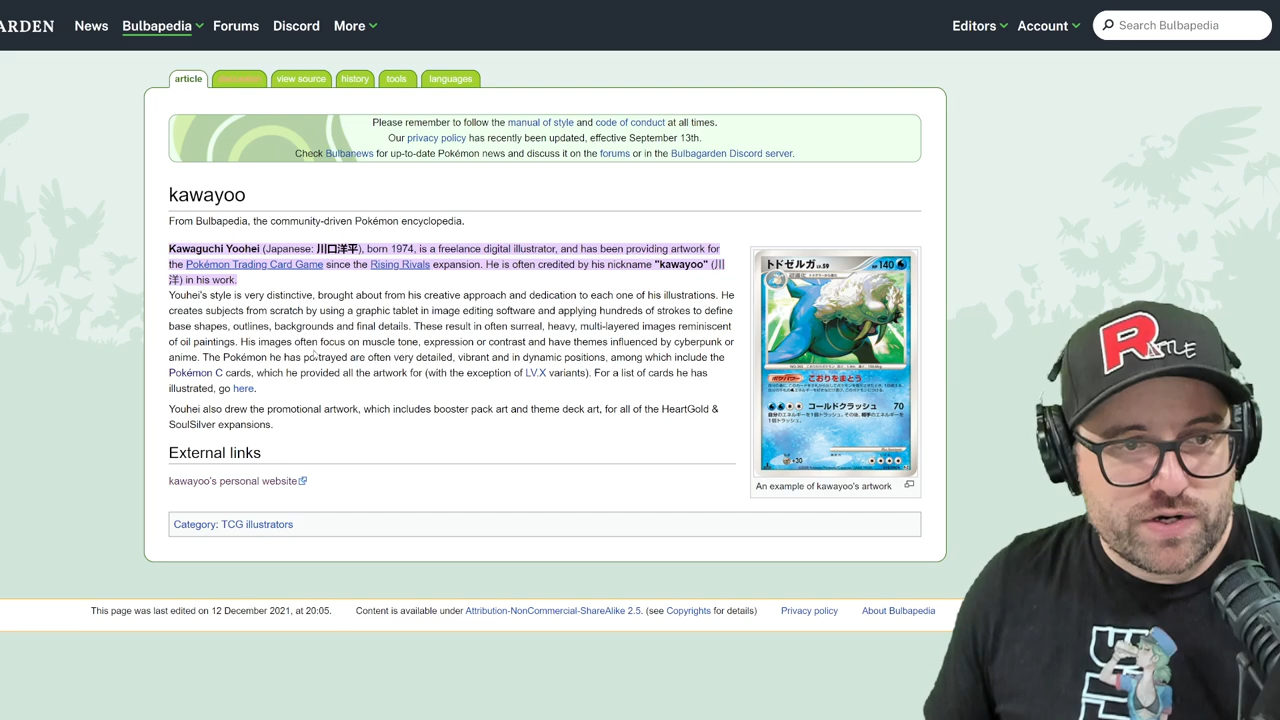 ARDEN News Bulbapedia Forums Discord More Editors Account Search Bulbapedia
article view source history tools languages
Please remember to follow the manual of style and code of conduct at all times.
Our privacy policy has recently been updated, effective September 13th.
Check Bulbanews for up-to-date Pokémon news and discuss it on the forums or in the Bulbagarden Discord server.
kawayoo
From Bulbapedia, the community-driven Pokémon encyclopedia.
Kawaguchi Yoohei (Japanese: 川口洋平), born 1974, is a freelance digital illustrator, and has been providing artwork for
the Pokémon Trading Card Game since the Rising Rivals expansion. He is often credited by his nickname "kawayoo" (川
洋) in his work.
Youhei's style is very distinctive, brought about from his creative approach and dedication to each one of his illustrations. He
creates subjects from scratch by using a graphic tablet in image editing software and applying hundreds of strokes to define
base shapes, outlines, backgrounds and final details. These result in often surreal, heavy, multi-layered images reminiscent
of oil paintings. His images often focus on muscle tone, expression or contrast and have themes influenced by cyberpunk or
anime. The Pokémon he has portrayed are often very detailed, vibrant and in dynamic positions, among which include the
Pokémon C cards, which he provided all the artwork for (with the exception of LV.X variants). For a list of cards he has
illustrated, go here.
Youhei also drew the promotional artwork, which includes booster pack art and theme deck art, for all of the HeartGold &
SoulSilver expansions.
External links
kawayoo's personal website
Category: TCG illustrators
トドゼルガ LV.59 HP 140
こおりをまとう
コールドクラッシュ 70
+30
An example of kawayoo's artwork
This page was last edited on 12 December 2021, at 20:05. Content is available under Attribution-NonCommercial-ShareAlike 2.5. (see Copyrights for details) Privacy policy About Bulbapedia
R